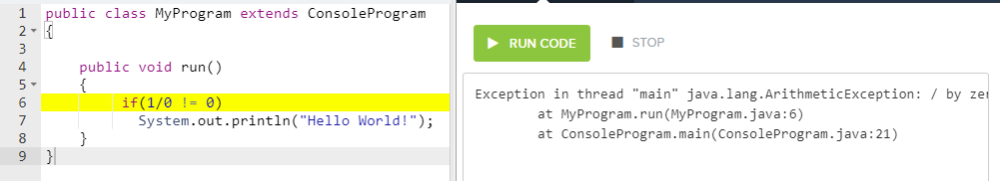 1 public class MyProgram extends ConsoleProgram
2 {
3
4 public void run()
5 {
6 if(1/0 != 0)
7 System.out.println("Hello World!");
8 }
9 }
RUN CODE STOP
Exception in thread "main" java.lang.ArithmeticException: / by
at MyProgram.run(MyProgram.java:6)
at ConsoleProgram.main(ConsoleProgram.java:21)